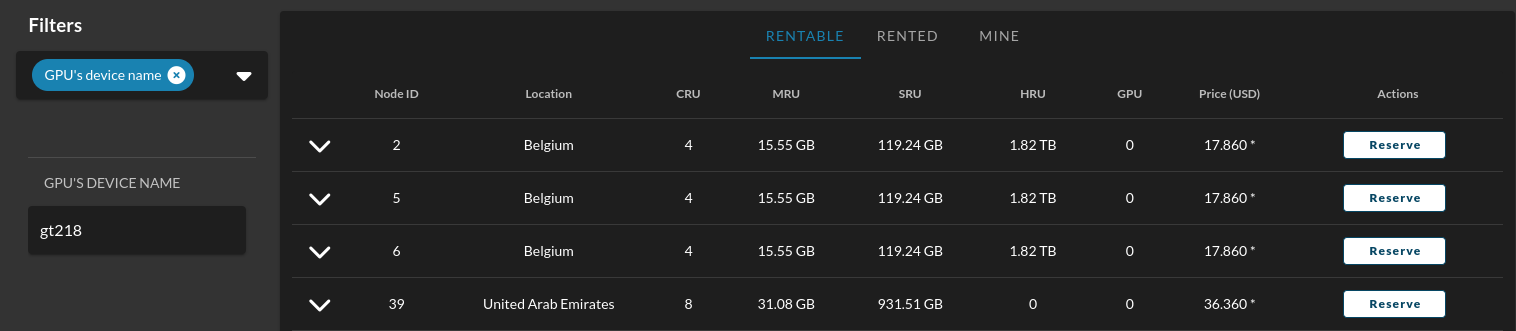 Filters
GPU's device name
GPU'S DEVICE NAME
gt218
RENTABLE RENTED MINE
Node ID Location CRU MRU SRU HRU GPU Price (USD) Actions
2 Belgium 4 15.55 GB 119.24 GB 1.82 TB 0 17.860 * Reserve
5 Belgium 4 15.55 GB 119.24 GB 1.82 TB 0 17.860 * Reserve
6 Belgium 4 15.55 GB 119.24 GB 1.82 TB 0 17.860 * Reserve
39 United Arab Emirates 8 31.08 GB 931.51 GB 0 0 36.360 * Reserve